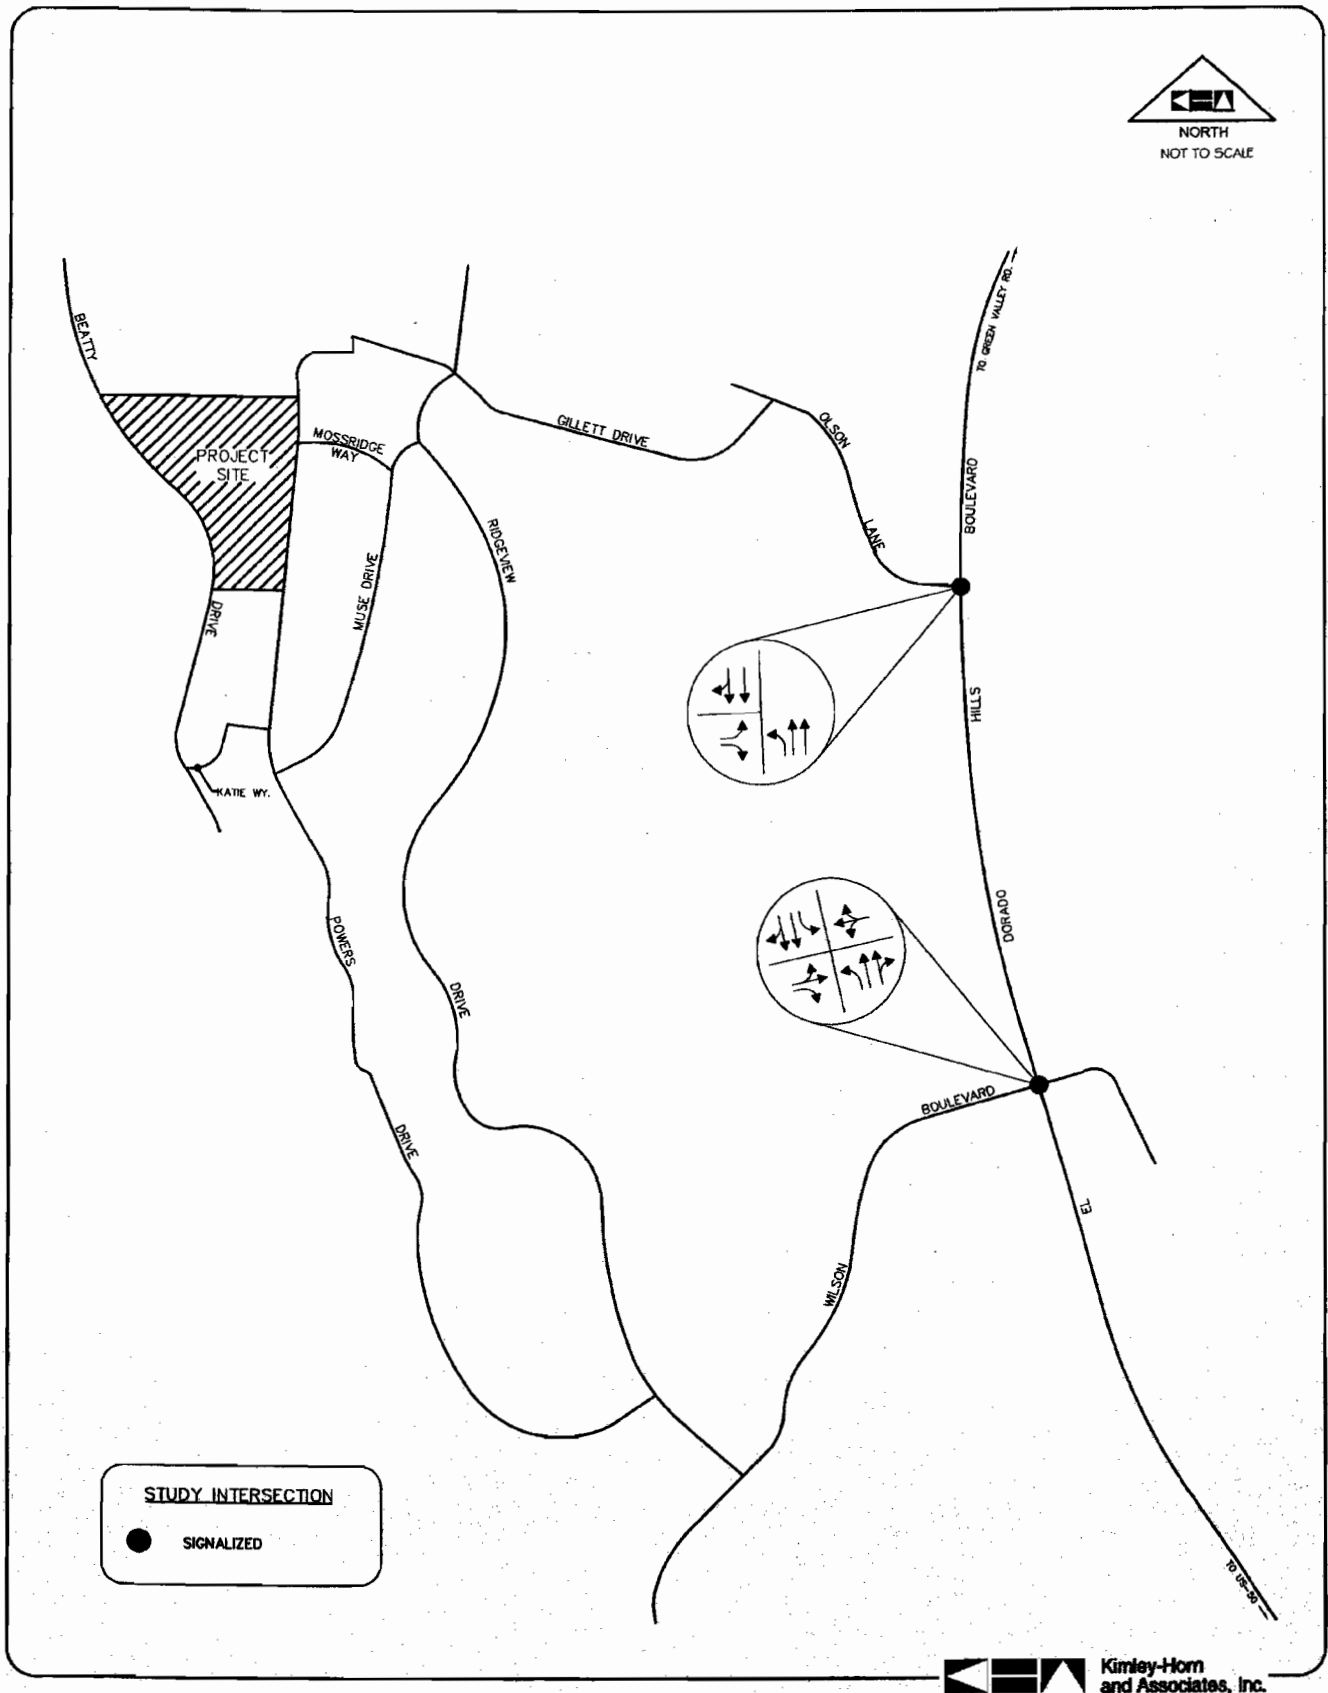 NORTH
NOT TO SCALE
TO GREEN VALLEY RD.
BEATTY
OLSON
GILLETT DRIVE
MOSSRIDGE
WAY
PROJECT
SITE
BOULEVARD
LANE
RIDGEVIEW
MUSE DRIVE
DRIVE
HILLS
KATIE WY.
POWERS
DORADO
DRIVE
BOULEVARD
DRIVE
EL
WILSON
STUDY INTERSECTION
SIGNALIZED
TO US-50
Kimley-Horn
and Associates, Inc.